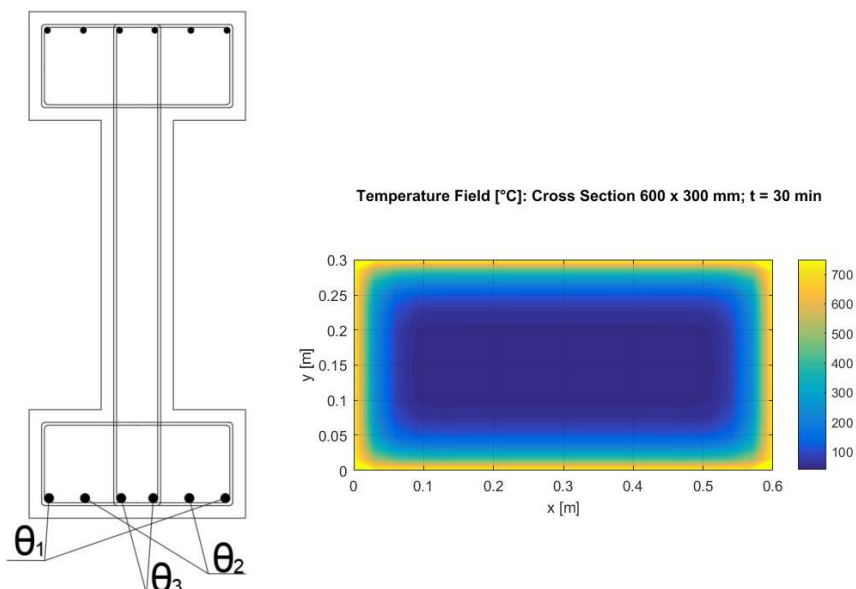 θ1
θ2
θ3
Temperature Field [°C]: Cross Section 600 x 300 mm; t = 30 min
0.3
0.25
0.2
0.15
0.1
0.05
0
y [m]
0 0.1 0.2 0.3 0.4 0.5 0.6
x [m]
700
600
500
400
300
200
100